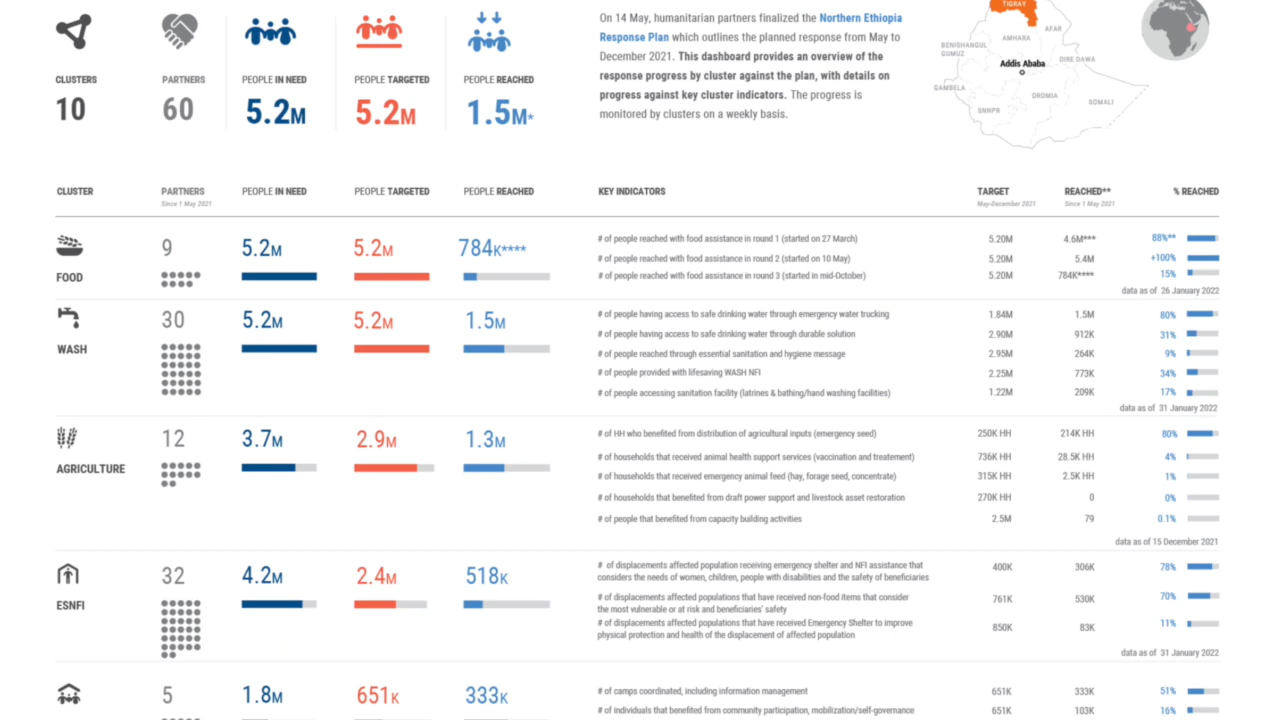 CLUSTERS
10
PARTNERS
60
PEOPLE IN NEED
5.2M
PEOPLE TARGETED
5.2M
PEOPLE REACHED
1.5M*
On 14 May, humanitarian partners finalized the Northern Ethiopia
Response Plan which outlines the planned response from May to
December 2021. This dashboard provides an overview of the
response progress by cluster against the plan, with details on
progress against key cluster indicators. The progress is
monitored by clusters on a weekly basis.
TIGRAY
AFAR
AMHARA
BENISHANGUL
GUMUZ
Addis Ababa
DIRE DAWA
GAMBELA
OROMIA
SOMALI
SNNPR
CLUSTER PARTNERS PEOPLE IN NEED PEOPLE TARGETED PEOPLE REACHED KEY INDICATORS TARGET REACHED** % REACHED
Since 1 May 2021 May-December 2021 Since 1 May 2021
FOOD
9 5.2M 5.2M 784K****
# of people reached with food assistance in round 1 (started on 27 March) 5.20M 4.6M*** 88%**
# of people reached with food assistance in round 2 (started on 10 May) 5.20M 5.4M +100%
# of people reached with food assistance in round 3 (started in mid-October) 5.20M 784K**** 15%
data as of 26 January 2022
WASH
30 5.2M 5.2M 1.5M
# of people having access to safe drinking water through emergency water trucking 1.84M 1.5M 80%
# of people having access to safe drinking water through durable solution 2.90M 912K 31%
# of people reached through essential sanitation and hygiene message 2.95M 264K 9%
# of people provided with lifesaving WASH NFI 2.25M 773K 34%
# of people accessing sanitation facility (latrines & bathing/hand washing facilities) 1.22M 209K 17%
data as of 31 January 2022
AGRICULTURE
12 3.7M 2.9M 1.3M
# of HH who benefited from distribution of agricultural inputs (emergency seed) 250K HH 214K HH 80%
# of households that received animal health support services (vaccination and treatement) 736K HH 28.5K HH 4%
# of households that received emergency animal feed (hay, forage seed, concentrate) 315K HH 2.5K HH 1%
# of households that benefited from draft power support and livestock asset restoration 270K HH 0 0%
# of people that benefited from capacity building activities 2.5M 79 0.1%
data as of 15 December 2021
ESNFI
32 4.2M 2.4M 518K
# of displacements affected population receiving emergency shelter and NFI assistance that
considers the needs of women, children, people with disabilities and the safety of beneficiaries 400K 306K 78%
# of displacements affected populations that have received non-food items that consider
the most vulnerable or at risk and beneficiaries' safety 761K 530K 70%
# of displacements affected populations that have received Emergency Shelter to improve
physical protection and health of the displacement of affected population 850K 83K 11%
data as of 31 January 2022
5 1.8M 651K 333K
# of camps coordinated, including information management 651K 333K 51%
# of individuals that benefited from community participation, mobilization/self-governance 651K 103K 16%